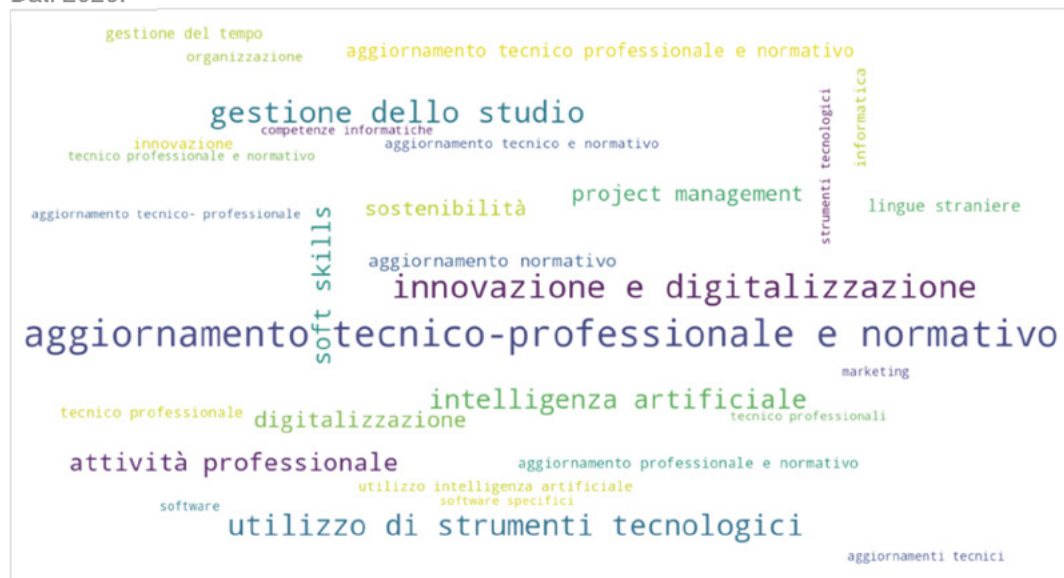 gestione del tempo
organizzazione
aggiornamento tecnico professionale e normativo
informatica
strumenti tecnologici
gestione dello studio
competenze informatiche
innovazione
aggiornamento tecnico e normativo
tecnico professionale e normativo
project management
lingue straniere
aggiornamento tecnico- professionale
sostenibilità
soft skills
aggiornamento normativo
innovazione e digitalizzazione
aggiornamento tecnico-professionale e normativo
marketing
intelligenza artificiale
tecnico professionale
digitalizzazione
tecnico professionali
attività professionale
aggiornamento professionale e normativo
utilizzo intelligenza artificiale
software specifici
software
utilizzo di strumenti tecnologici
aggiornamenti tecnici